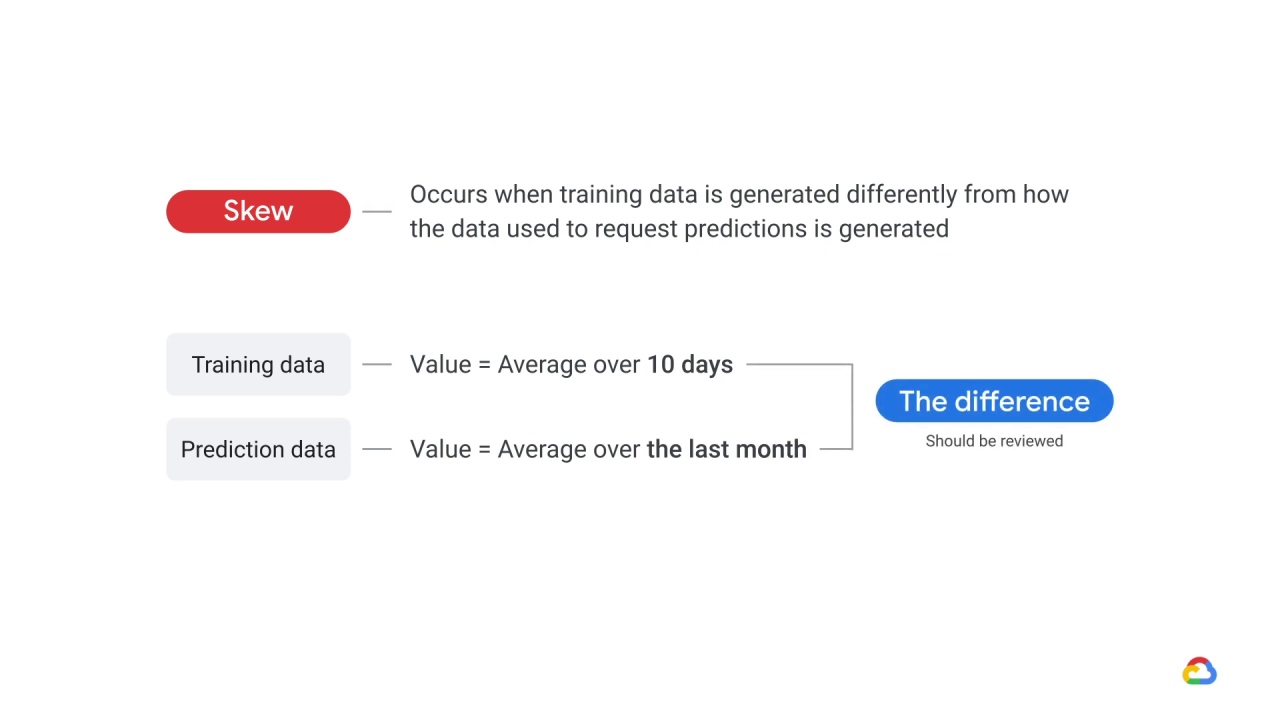 Skew
Occurs when training data is generated differently from how
the data used to request predictions is generated
Training data
Value = Average over 10 days
The difference
Should be reviewed
Prediction data
Value = Average over the last month